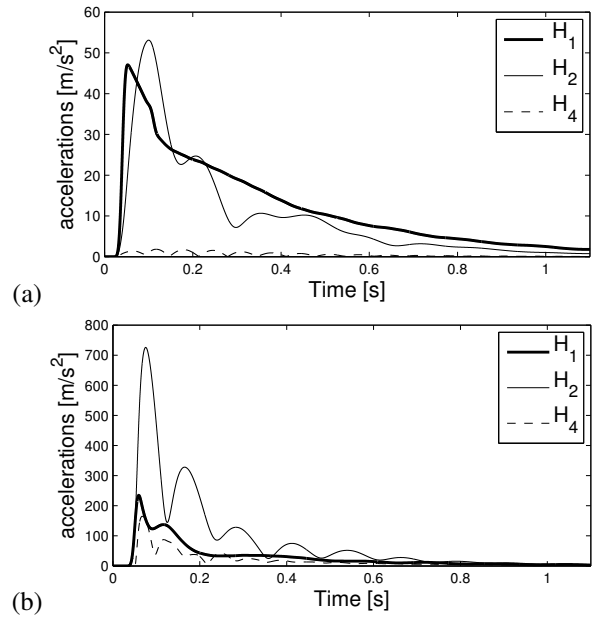 60
50
40
30
20
10
0
accelerations [m/s²]
H₁
H₂
H₄
0 0.2 0.4 0.6 0.8 1
Time [s]
(a)
800
700
600
500
400
300
200
100
0
accelerations [m/s²]
H₁
H₂
H₄
0 0.2 0.4 0.6 0.8 1
Time [s]
(b)